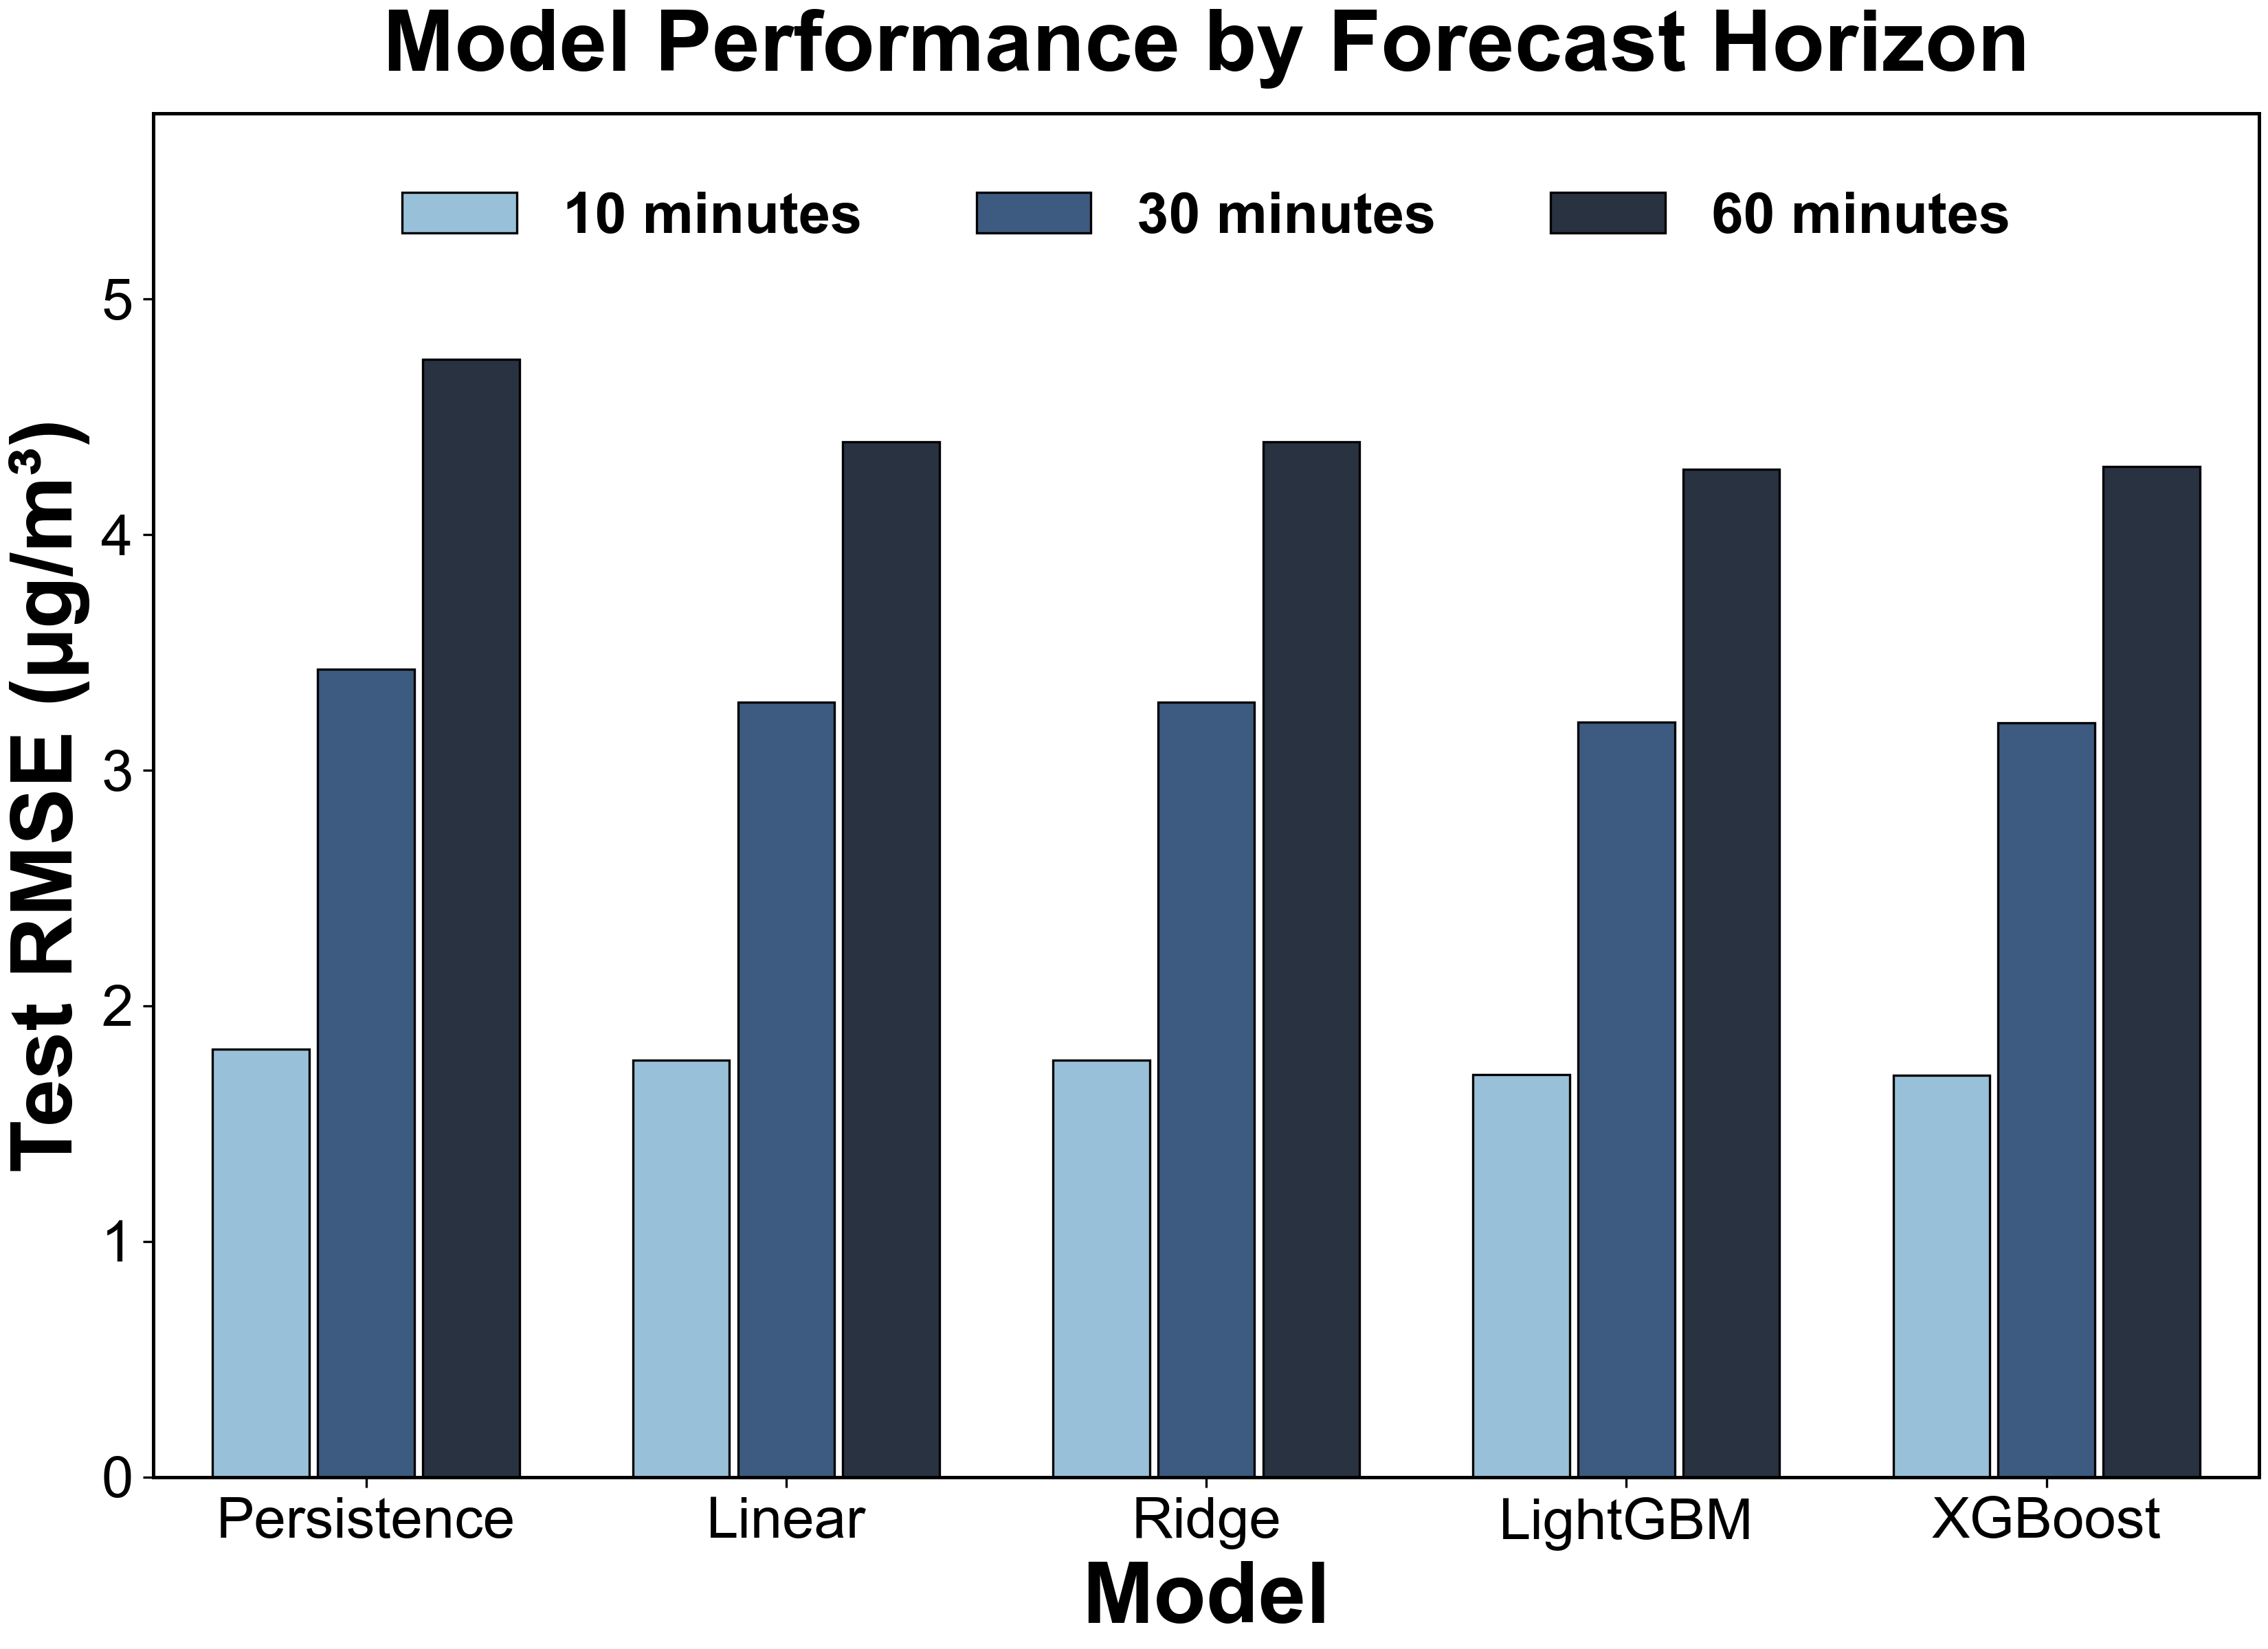 Model Performance by Forecast Horizon
10 minutes 30 minutes 60 minutes
Test RMSE (µg/m³)
5
4
3
2
1
0
Persistence Linear Ridge LightGBM XGBoost
Model